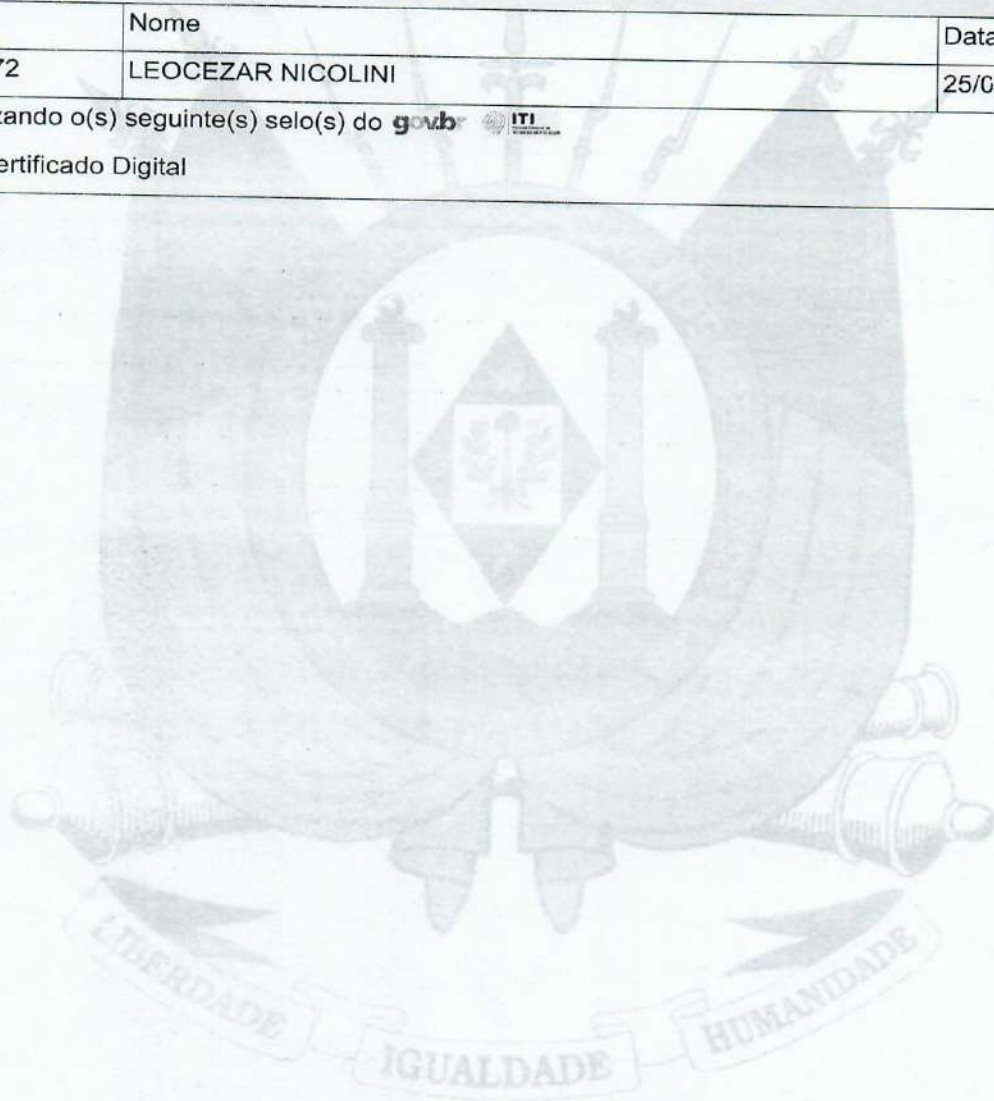 Nome Data
72 LEOCEZAR NICOLINI 25/0
zando o(s) seguinte(s) selo(s) do gov.br ITI
ertificado Digital
LIBERDADE IGUALDADE HUMANIDADE